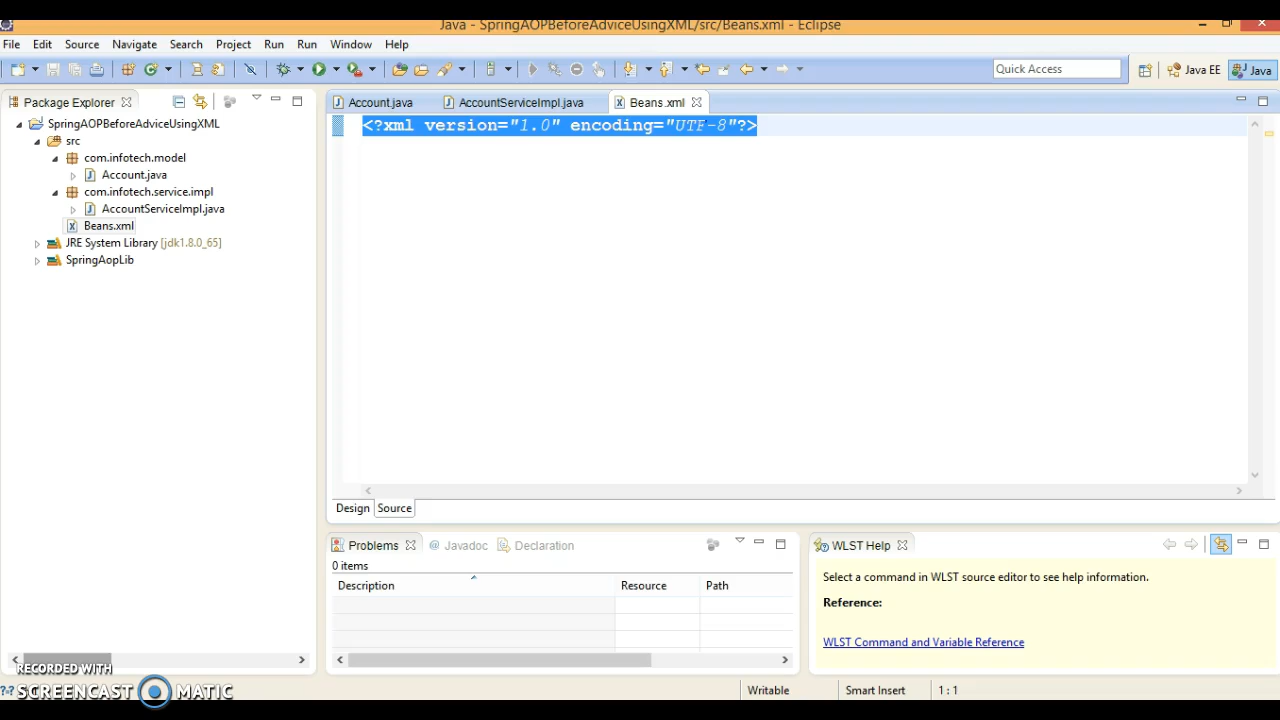 Java - SpringAOPBeforeAdviceUsingXML/src/Beans.xml - Eclipse
File Edit Source Navigate Search Project Run Run Window Help
Quick Access
Java EE
Java
Package Explorer
Account.java
AccountServiceImpl.java
Beans.xml
SpringAOPBeforeAdviceUsingXML
src
com.infotech.model
Account.java
com.infotech.service.impl
AccountServiceImpl.java
Beans.xml
JRE System Library [jdk1.8.0_65]
SpringAopLib
<?xml version="1.0" encoding="UTF-8"?>
Design Source
Problems @ Javadoc Declaration
0 items
Description Resource Path
WLST Help
Select a command in WLST source editor to see help information.
Reference:
WLST Command and Variable Reference
RECORDED WITH
SCREENCAST MATIC
Writable Smart Insert 1 : 1